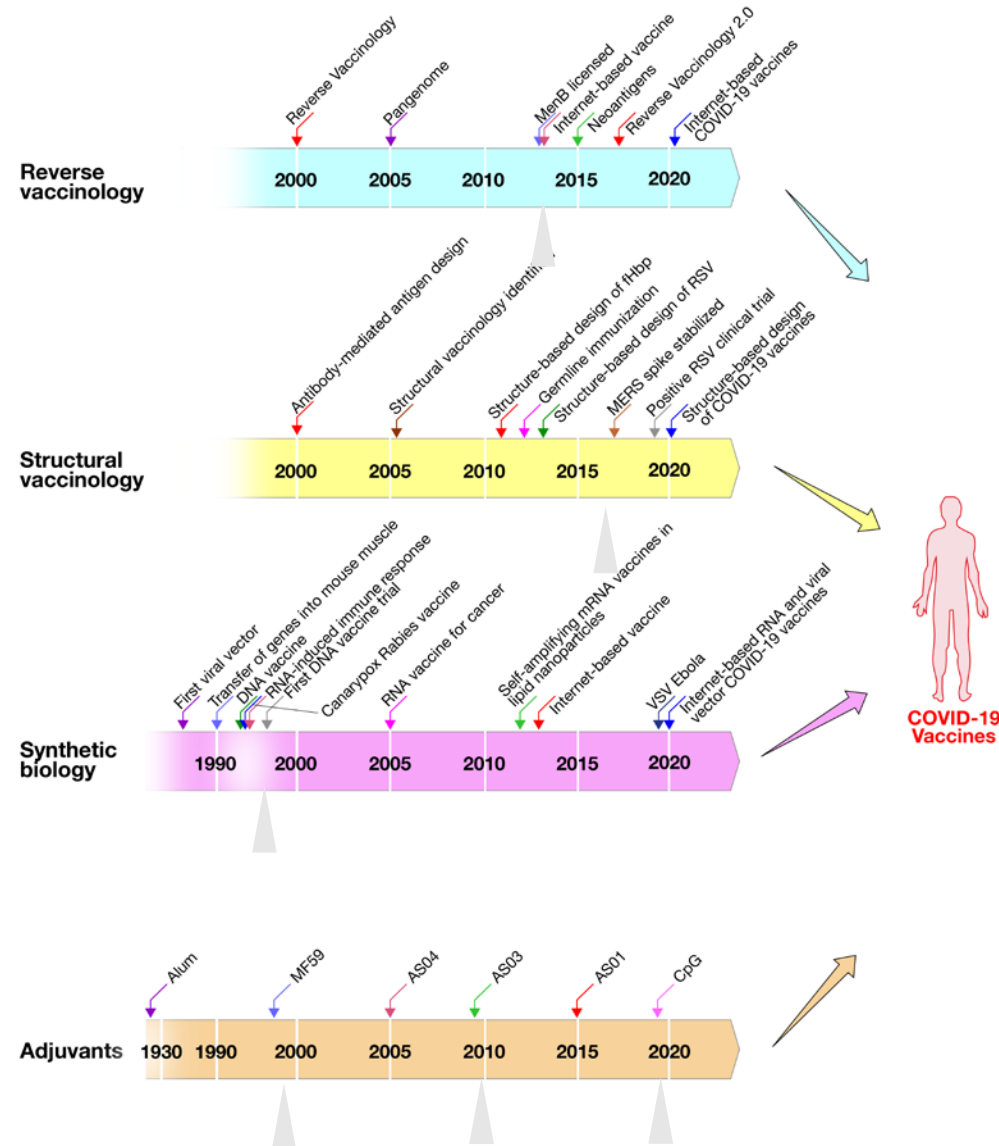 Reverse Vaccinology
Pangenome
MenB licensed
Internet-based vaccine
Neoantigens
Reverse Vaccinology 2.0
Internet-based
COVID-19 vaccines
Reverse
vaccinology
2000
2005
2010
2015
2020
Antibody-mediated antigen design
Structural vaccinology
Structure-based design of fHbp
Germline immunization
Structure-based design of RSV
MERS spike stabilized
Positive RSV clinical trial
Structure-based design
of COVID-19 vaccines
Structural
vaccinology
2000
2005
2010
2015
2020
First viral vector
Transfer of genes into mouse muscle
DNA vaccine
RNA-induced immune response
First DNA vaccine trial
Canarypox Rabies vaccine
RNA vaccine for cancer
Self-amplifying mRNA vaccines in
lipid nanoparticles
Internet-based vaccine
VSV Ebola
Internet-based RNA and viral
vector COVID-19 vaccines
Synthetic
biology
1990
2000
2005
2010
2015
2020
COVID-19
Vaccines
Alum
MF59
AS04
AS03
AS01
CpG
Adjuvants
1930
1990
2000
2005
2010
2015
2020